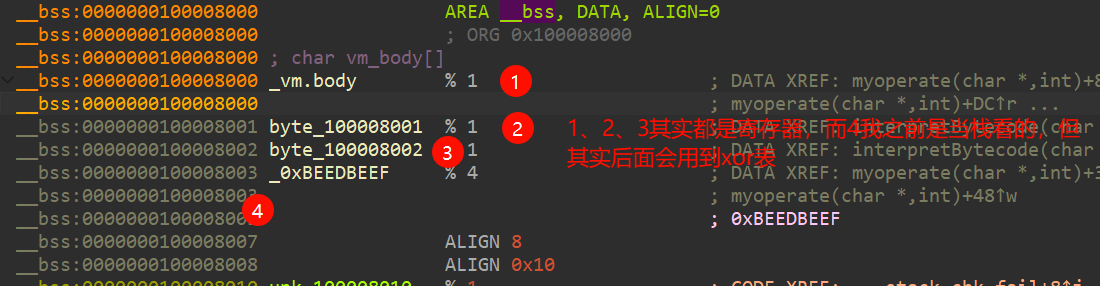 __bss:0000000100008000 AREA __bss, DATA, ALIGN=0
__bss:0000000100008000 ; ORG 0x100008000
__bss:0000000100008000 ; char vm_body[]
__bss:0000000100008000 _vm.body % 1 1 ; DATA XREF: myoperate(char *,int)+8
__bss:0000000100008000 ; myoperate(char *,int)+DC↑r ...
__bss:0000000100008001 byte_100008001 % 1 2 ; DATA XREF: interpretBytecode(char
1、2、3其实都是寄存器,而4我之前是当栈看的,但
__bss:0000000100008002 byte_100008002 3 1 ; DATA XREF: interpretBytecode(char
其实后面会用到xor表
__bss:0000000100008003 _0xBEEDBEEF % 4 ; DATA XREF: myoperate(char *,int)+3
__bss:0000000100008003 ; myoperate(char *,int)+48↑w
__bss:00000001000080 4 ; 0xBEEDBEEF
__bss:0000000100008007 ALIGN 8
__bss:0000000100008008 ALIGN 0x10